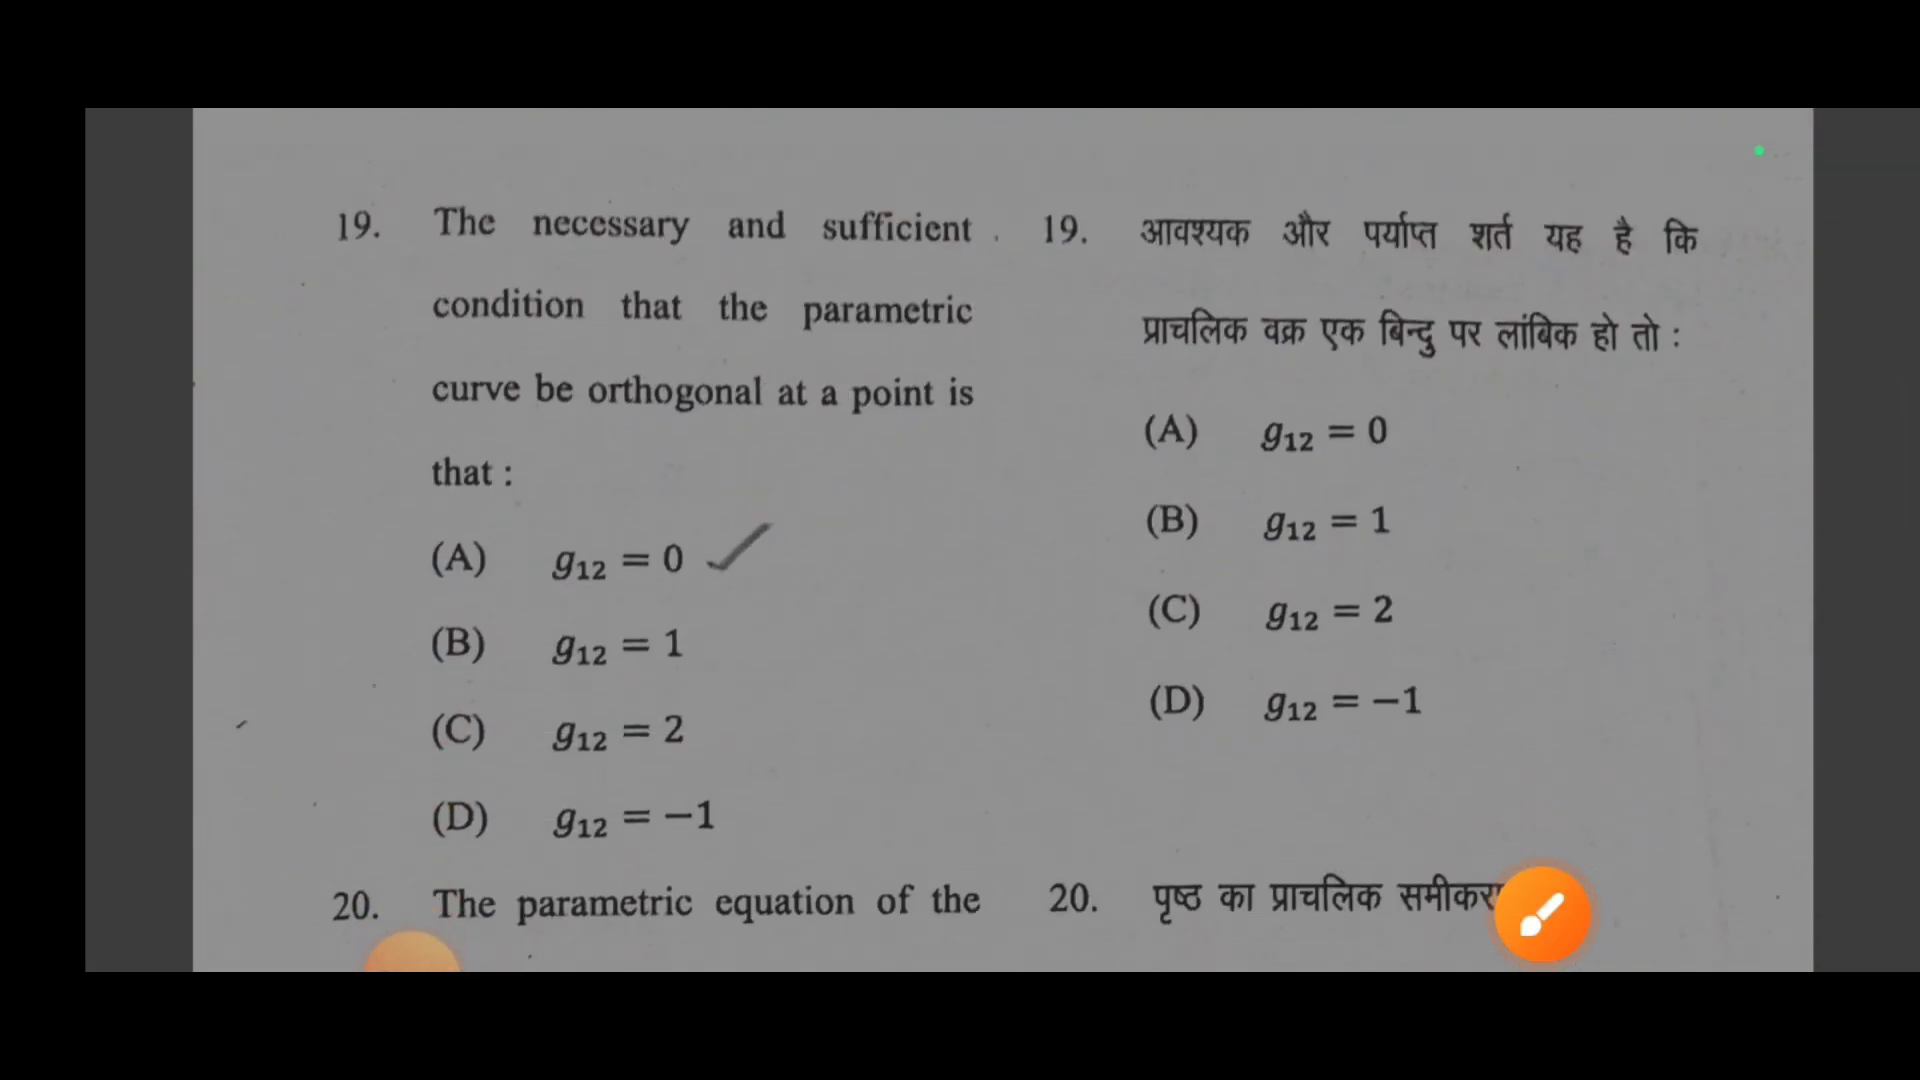 19. The necessary and sufficient
condition that the parametric
curve be orthogonal at a point is
that :
(A) g₁₂ = 0
(B) g₁₂ = 1
(C) g₁₂ = 2
(D) g₁₂ = −1
20. The parametric equation of the
19. आवश्यक और पर्याप्त शर्त यह है कि
प्राचलिक वक्र एक बिन्दु पर लांबिक हो तो :
(A) g₁₂ = 0
(B) g₁₂ = 1
(C) g₁₂ = 2
(D) g₁₂ = −1
20. पृष्ठ का प्राचलिक